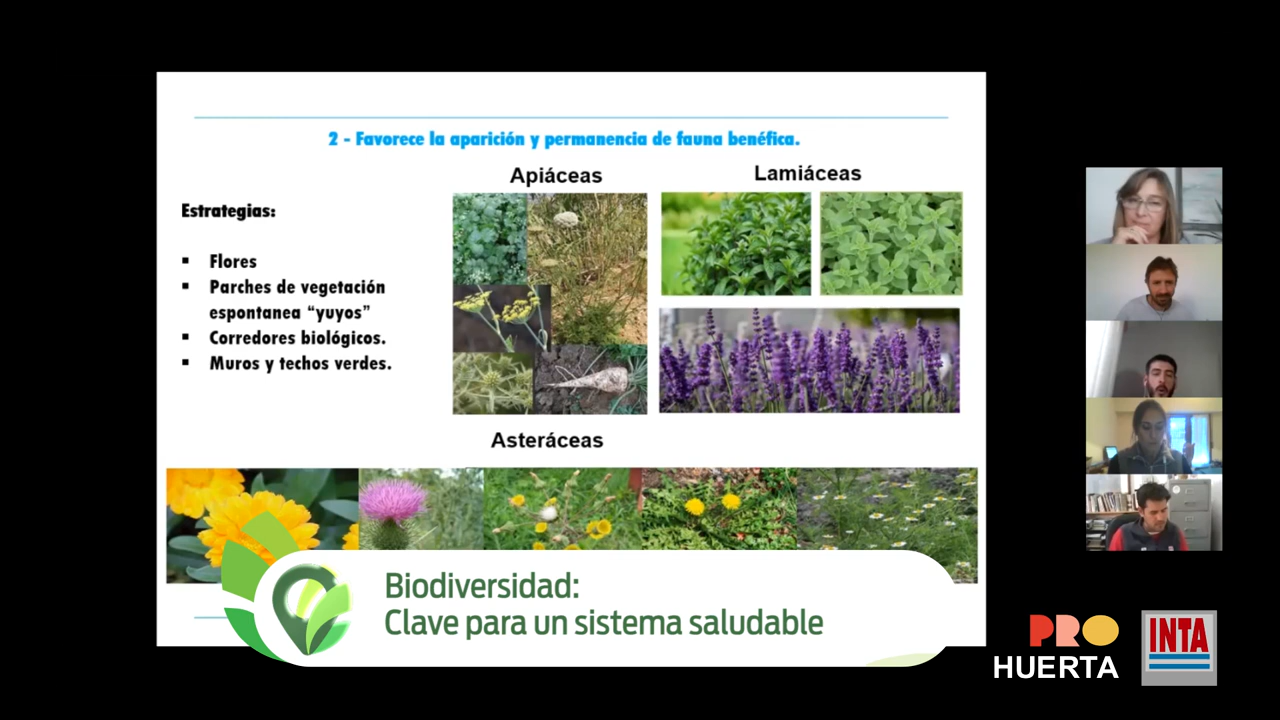 2 - Favorece la aparición y permanencia de fauna benéfica.
Apiáceas
Lamiáceas
Estrategias:
▪ Flores
▪ Parches de vegetación
espontanea “yuyos”
▪ Corredores biológicos.
▪ Muros y techos verdes.
Asteráceas
Biodiversidad:
Clave para un sistema saludable
PRO
HUERTA
INTA